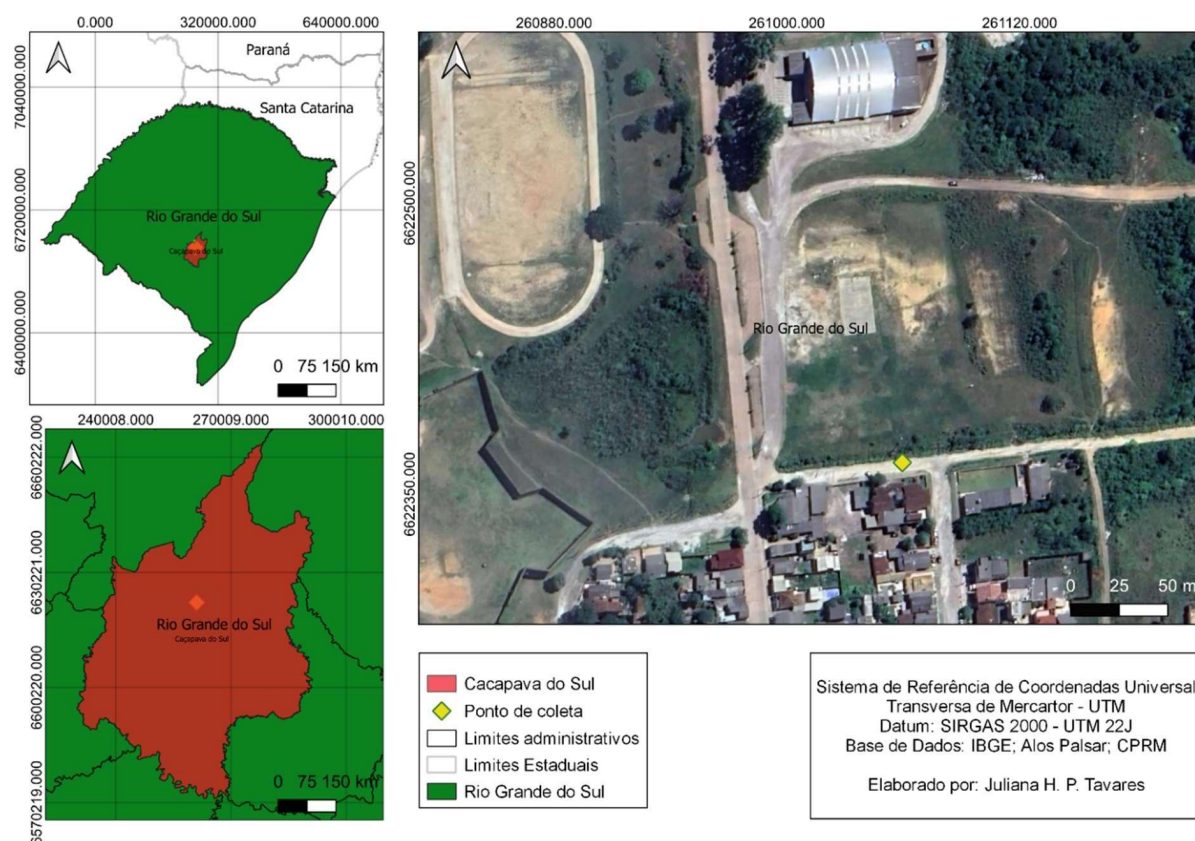 0.000 320000.000 640000.000
7040000.000
6720000.000
6400000.000
Paraná
Santa Catarina
Rio Grande do Sul
Caçapava do Sul
0 75 150 km
240008.000 270009.000 300010.000
6660222.000
6630221.000
6600220.000
6570219.000
Rio Grande do Sul
Caçapava do Sul
0 75 150 km
260880.000 261000.000 261120.000
6622500.000
6622350.000
Rio Grande do Sul
0 25 50 m
Cacapava do Sul
Ponto de coleta
Limites administrativos
Limites Estaduais
Rio Grande do Sul
Sistema de Referência de Coordenadas Universal
Transversa de Mercartor - UTM
Datum: SIRGAS 2000 - UTM 22J
Base de Dados: IBGE; Alos Palsar; CPRM
Elaborado por: Juliana H. P. Tavares